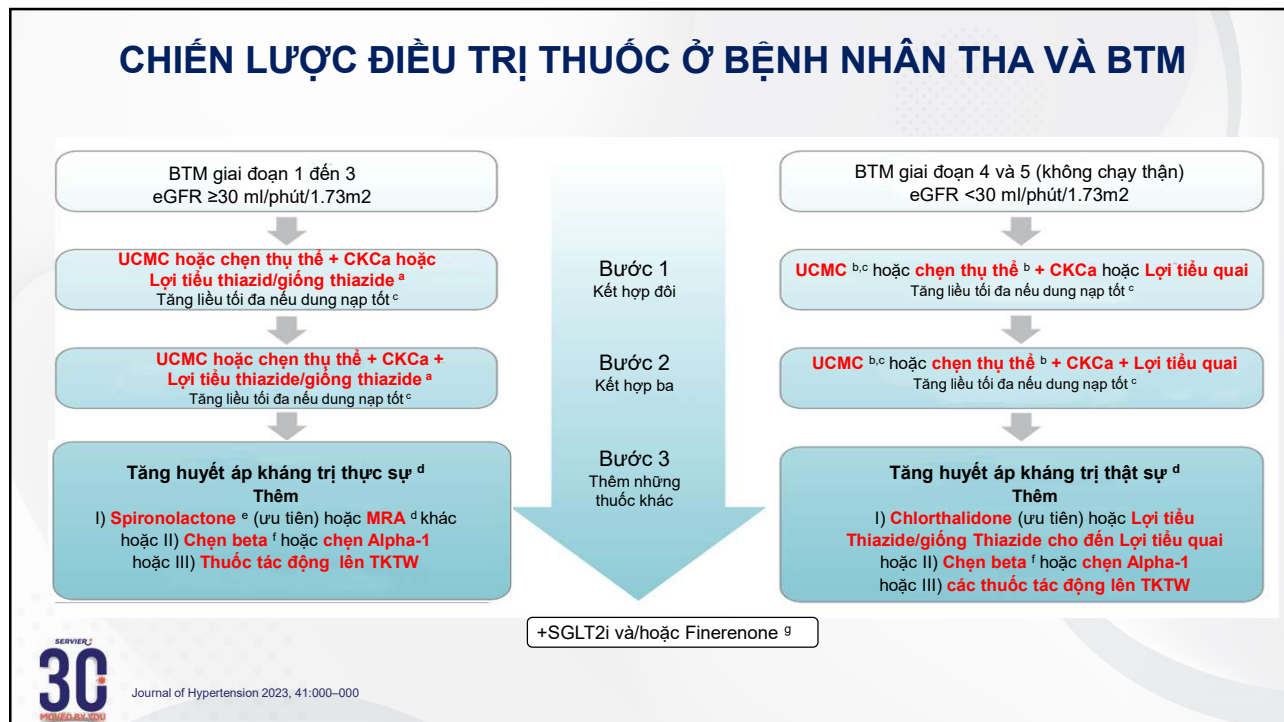 CHIẾN LƯỢC ĐIỀU TRỊ THUỐC Ở BỆNH NHÂN THA VÀ BTM
BTM giai đoạn 1 đến 3
eGFR ≥30 ml/phút/1.73m2
UCMC hoặc chẹn thụ thể + CKCa hoặc
Lợi tiểu thiazid/giống thiazide ᵃ
Tăng liều tối đa nếu dung nạp tốt ᶜ
UCMC hoặc chẹn thụ thể + CKCa +
Lợi tiểu thiazide/giống thiazide ᵃ
Tăng liều tối đa nếu dung nạp tốt ᶜ
Tăng huyết áp kháng trị thực sự ᵈ
Thêm
I) Spironolactone ᵉ (ưu tiên) hoặc MRA ᵈ khác
hoặc II) Chẹn beta ᶠ hoặc chẹn Alpha-1
hoặc III) Thuốc tác động lên TKTW
Bước 1
Kết hợp đôi
Bước 2
Kết hợp ba
Bước 3
Thêm những
thuốc khác
BTM giai đoạn 4 và 5 (không chạy thận)
eGFR <30 ml/phút/1.73m2
UCMC ᵇ,ᶜ hoặc chẹn thụ thể ᵇ + CKCa hoặc Lợi tiểu quai
Tăng liều tối đa nếu dung nạp tốt ᶜ
UCMC ᵇ,ᶜ hoặc chẹn thụ thể ᵇ + CKCa + Lợi tiểu quai
Tăng liều tối đa nếu dung nạp tốt ᶜ
Tăng huyết áp kháng trị thật sự ᵈ
Thêm
I) Chlorthalidone (ưu tiên) hoặc Lợi tiểu
Thiazide/giống Thiazide cho đến Lợi tiểu quai
hoặc II) Chẹn beta ᶠ hoặc chẹn Alpha-1
hoặc III) các thuốc tác động lên TKTW
+SGLT2i và/hoặc Finerenone ᵍ
SERVIER
30
MOVED BY YOU
Journal of Hypertension 2023, 41:000–000